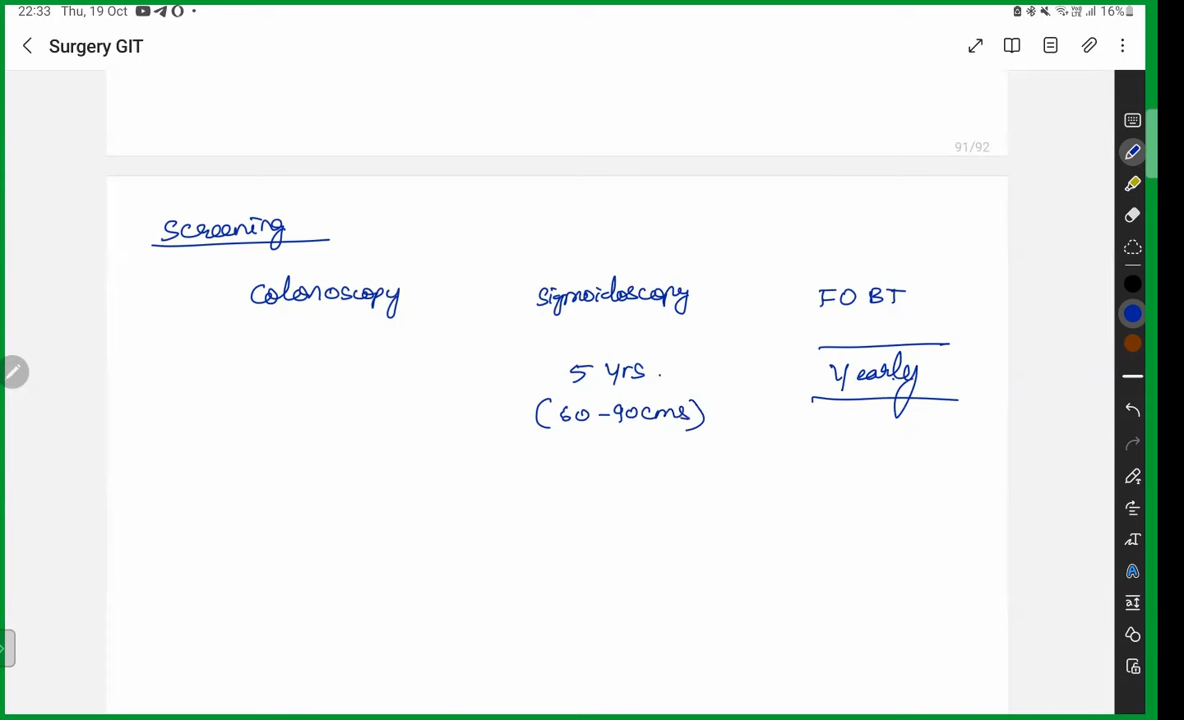 22:33 Thu, 19 Oct
16%
Surgery GIT
91/92
Screening
Colonoscopy Sigmoidoscopy FOBT
5 yrs. Yearly
(60-90cms)